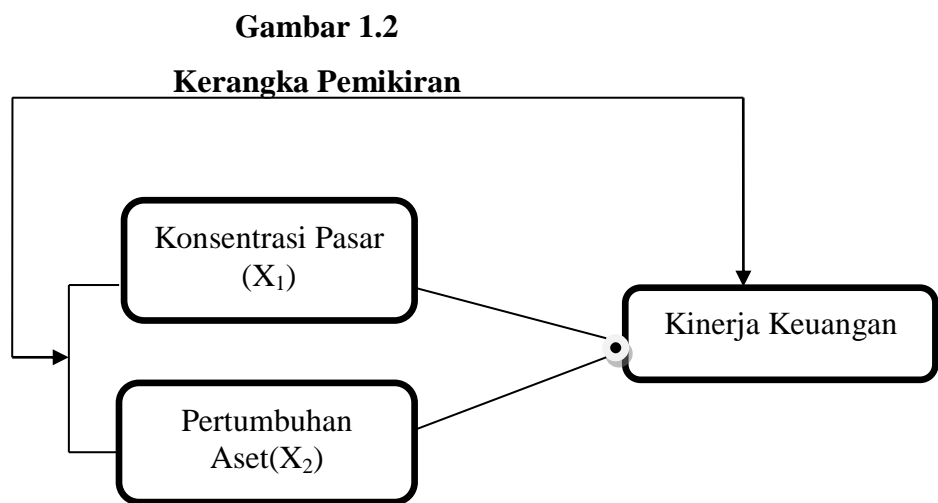 Gambar 1.2
Kerangka Pemikiran
Konsentrasi Pasar
(X₁)
Kinerja Keuangan
Pertumbuhan
Aset(X₂)